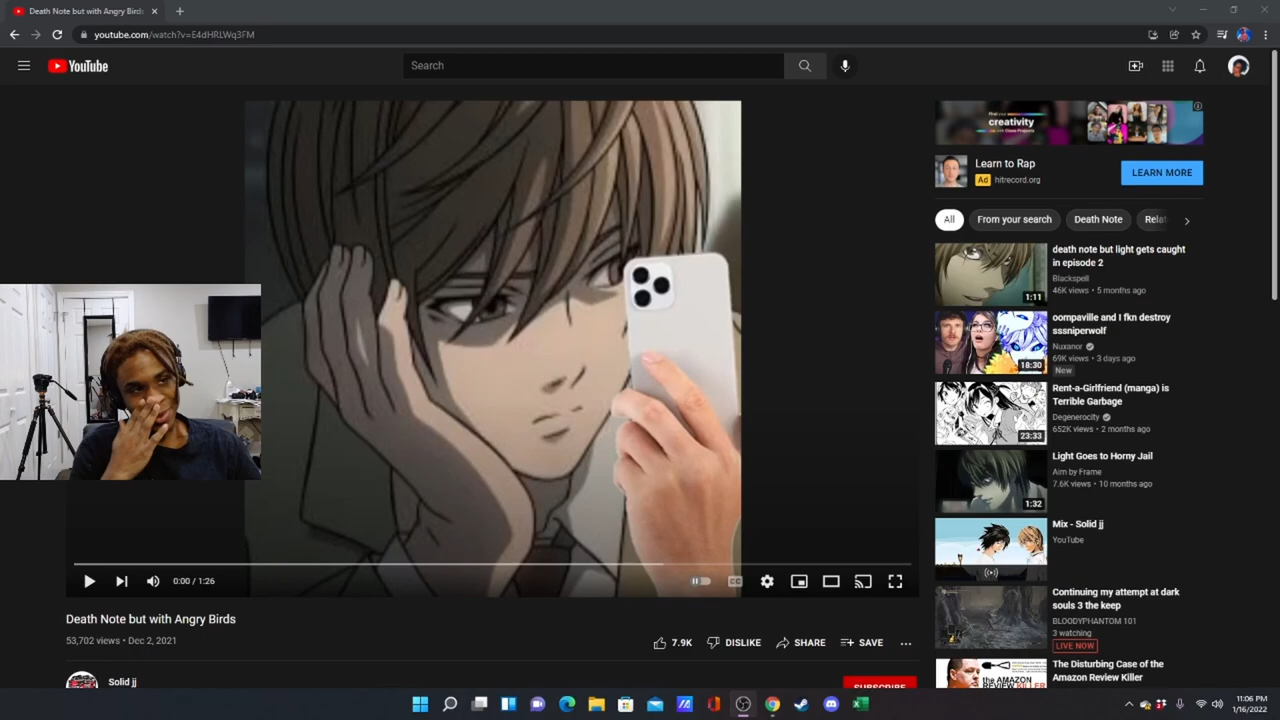 Death Note but with Angry Birds
youtube.com/watch?v=E4dHRLWq3FM
YouTube
Search
creativity
Learn to Rap
Ad hitrecord.org
LEARN MORE
All
From your search
Death Note
Relat
death note but light gets caught
in episode 2
Blackspell
46K views • 5 months ago
1:11
oompaville and I fkn destroy
sssniperwolf
Nuxanor
69K views • 3 days ago
New
18:30
Rent-a-Girlfriend (manga) is
Terrible Garbage
Degenerocity
652K views • 2 months ago
23:33
Light Goes to Horny Jail
Aim by Frame
7.6K views • 10 months ago
1:32
Mix - Solid jj
YouTube
Continuing my attempt at dark
souls 3 the keep
BLOODYPHANTOM 101
3 watching
LIVE NOW
The Disturbing Case of the
Amazon Review Killer
the AMAZON
REVIEW KILLER
0:00 / 1:26
CC
Death Note but with Angry Birds
53,702 views • Dec 2, 2021
7.9K
DISLIKE
SHARE
SAVE
Solid jj
SUBSCRIBE
11:06 PM
1/16/2022